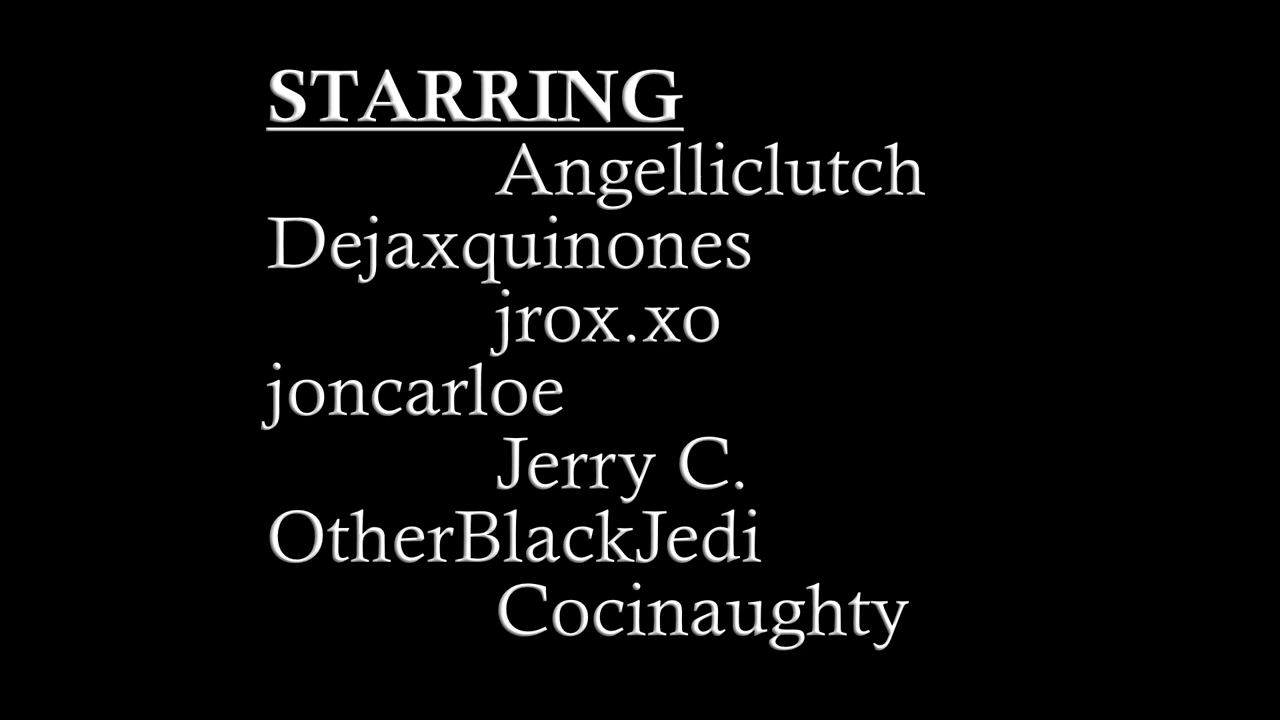 STARRING
Angelliclutch
Dejaxquinones
jrox.xo
joncarloe
Jerry C.
OtherBlackJedi
Cocinaughty